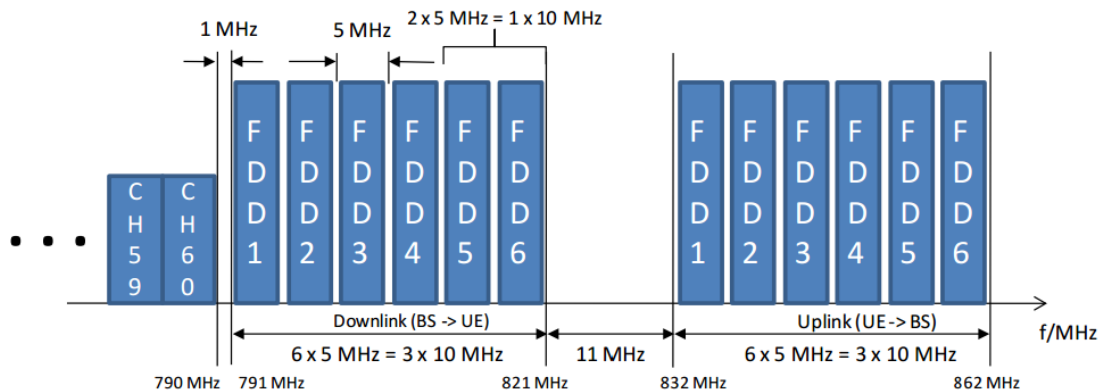 2 x 5 MHz = 1 x 10 MHz
1 MHz
5 MHz
CH59
CH60
FDD1
FDD2
FDD3
FDD4
FDD5
FDD6
FDD1
FDD2
FDD3
FDD4
FDD5
FDD6
Downlink (BS -> UE)
Uplink (UE -> BS)
f/MHz
6 x 5 MHz = 3 x 10 MHz
11 MHz
6 x 5 MHz = 3 x 10 MHz
790 MHz
791 MHz
821 MHz
832 MHz
862 MHz